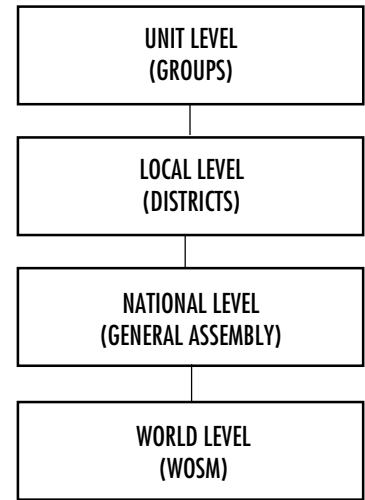 UNIT LEVEL
(GROUPS)
LOCAL LEVEL
(DISTRICTS)
NATIONAL LEVEL
(GENERAL ASSEMBLY)
WORLD LEVEL
(WOSM)